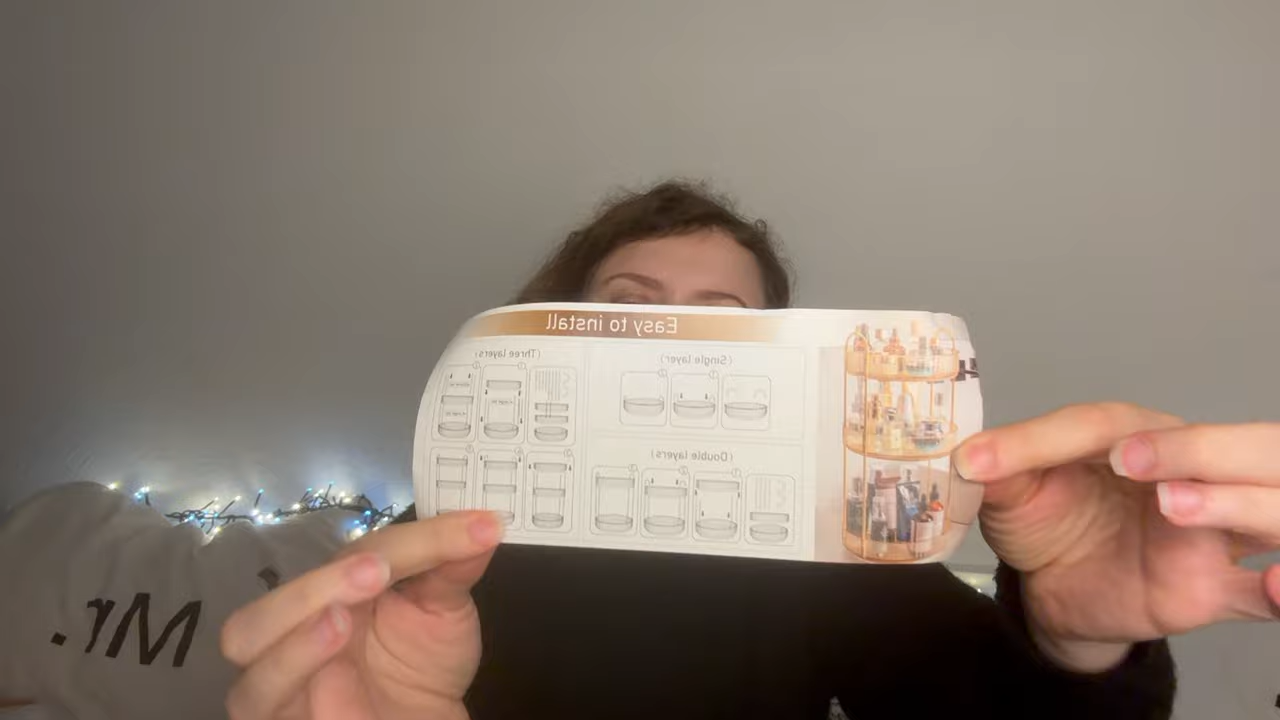 Easy to install
(Three layers)
(Single layer)
(Double layers)
Mr.